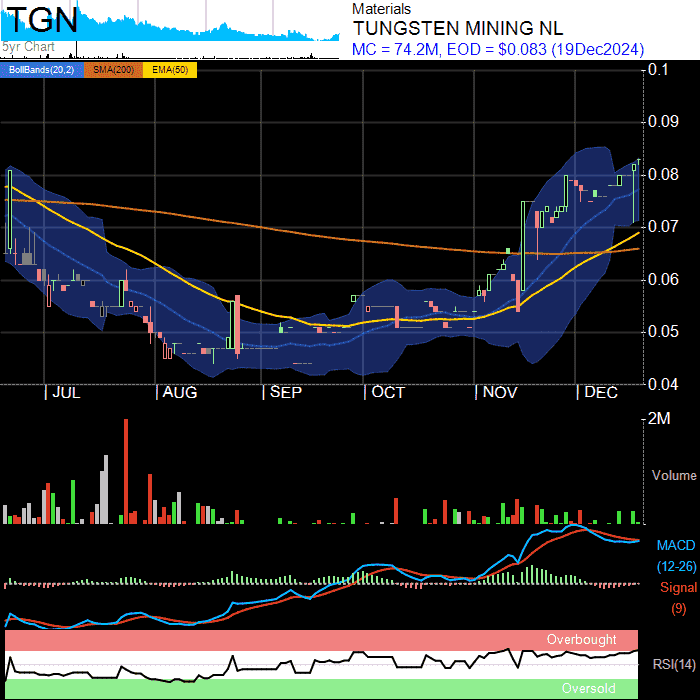 TGN
5yr Chart
Materials
TUNGSTEN MINING NL
MC = 74.2M, EOD = $0.083 (19Dec2024)
BollBands(20,2) SMA(200) EMA(50)
0.1
0.09
0.08
0.07
0.06
0.05
0.04
JUL AUG SEP OCT NOV DEC
2M
Volume
MACD
(12-26)
Signal
(9)
Overbought
RSI(14)
Oversold